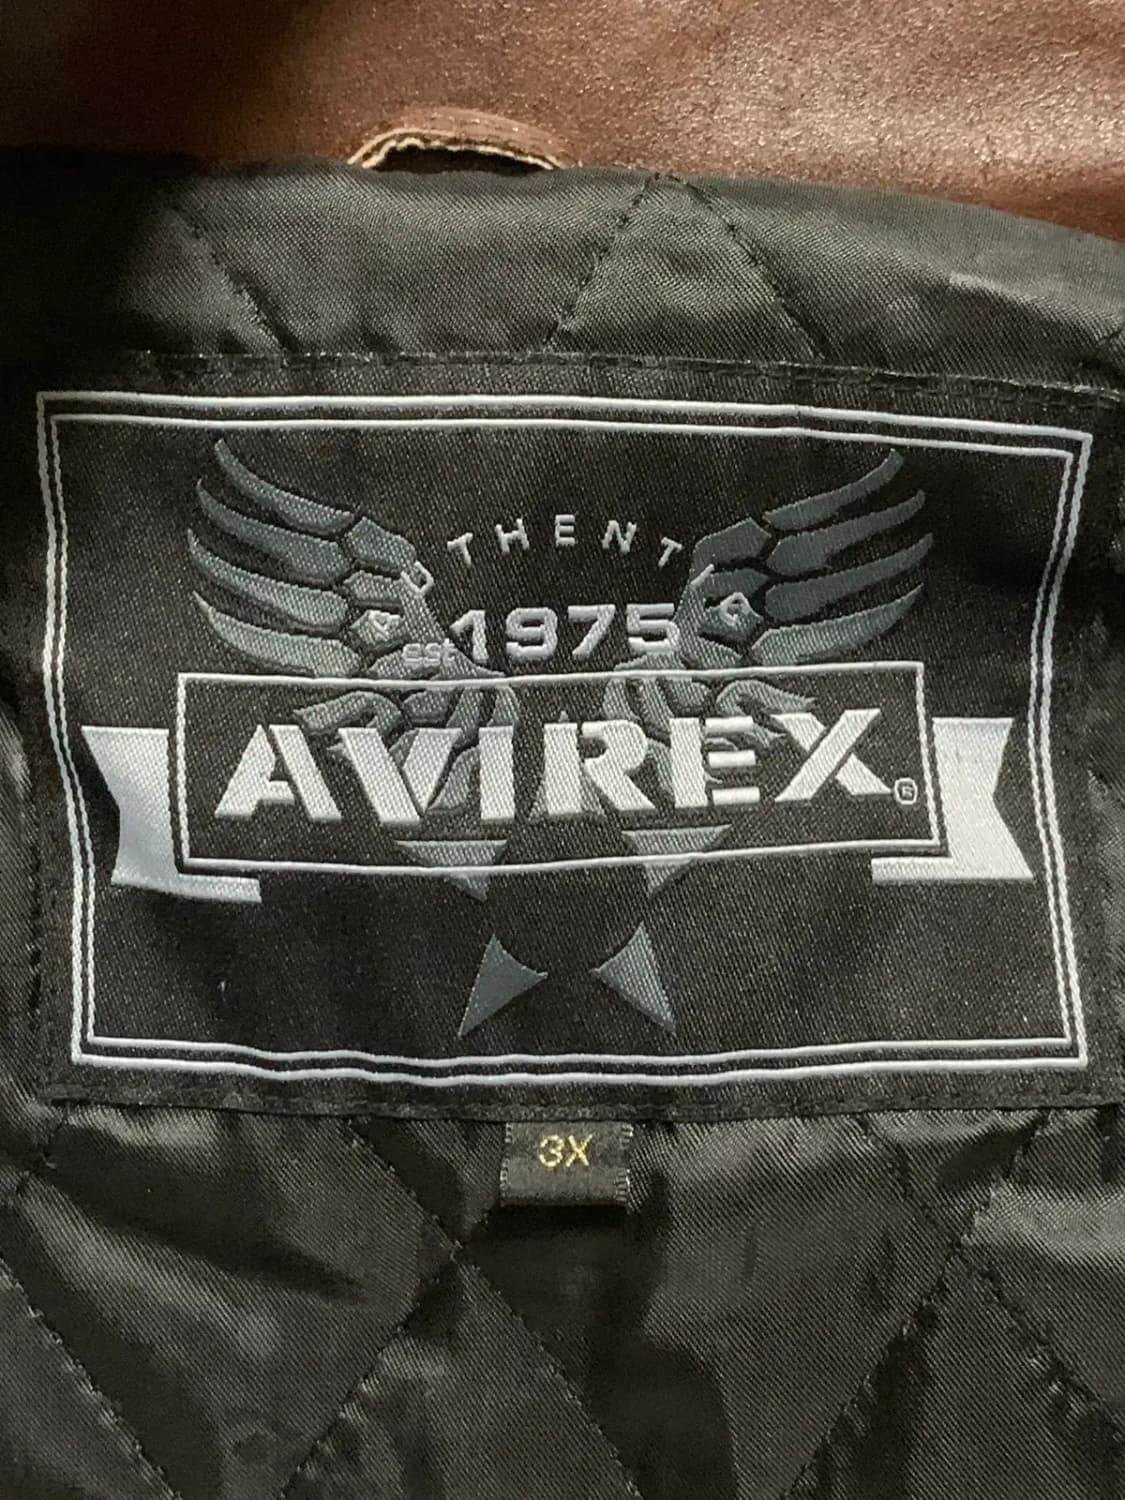 AUTHENTIC
est 1975
AVIREX®
3X